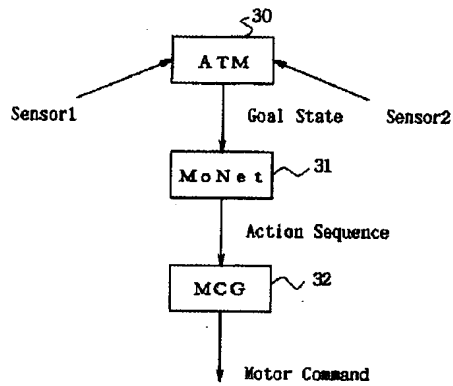 30
ATM
Sensor1
Goal State
Sensor2
MoNet
31
Action Sequence
MCG
32
Motor Command